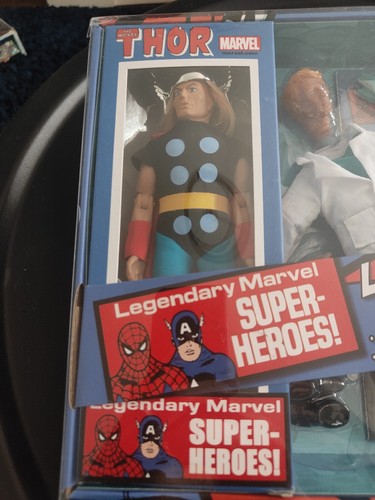 THOR
MARVEL
Legendary Marvel
SUPER-
HEROES!
A
Legendary Marvel
SUPER-
HEROES!
A
L